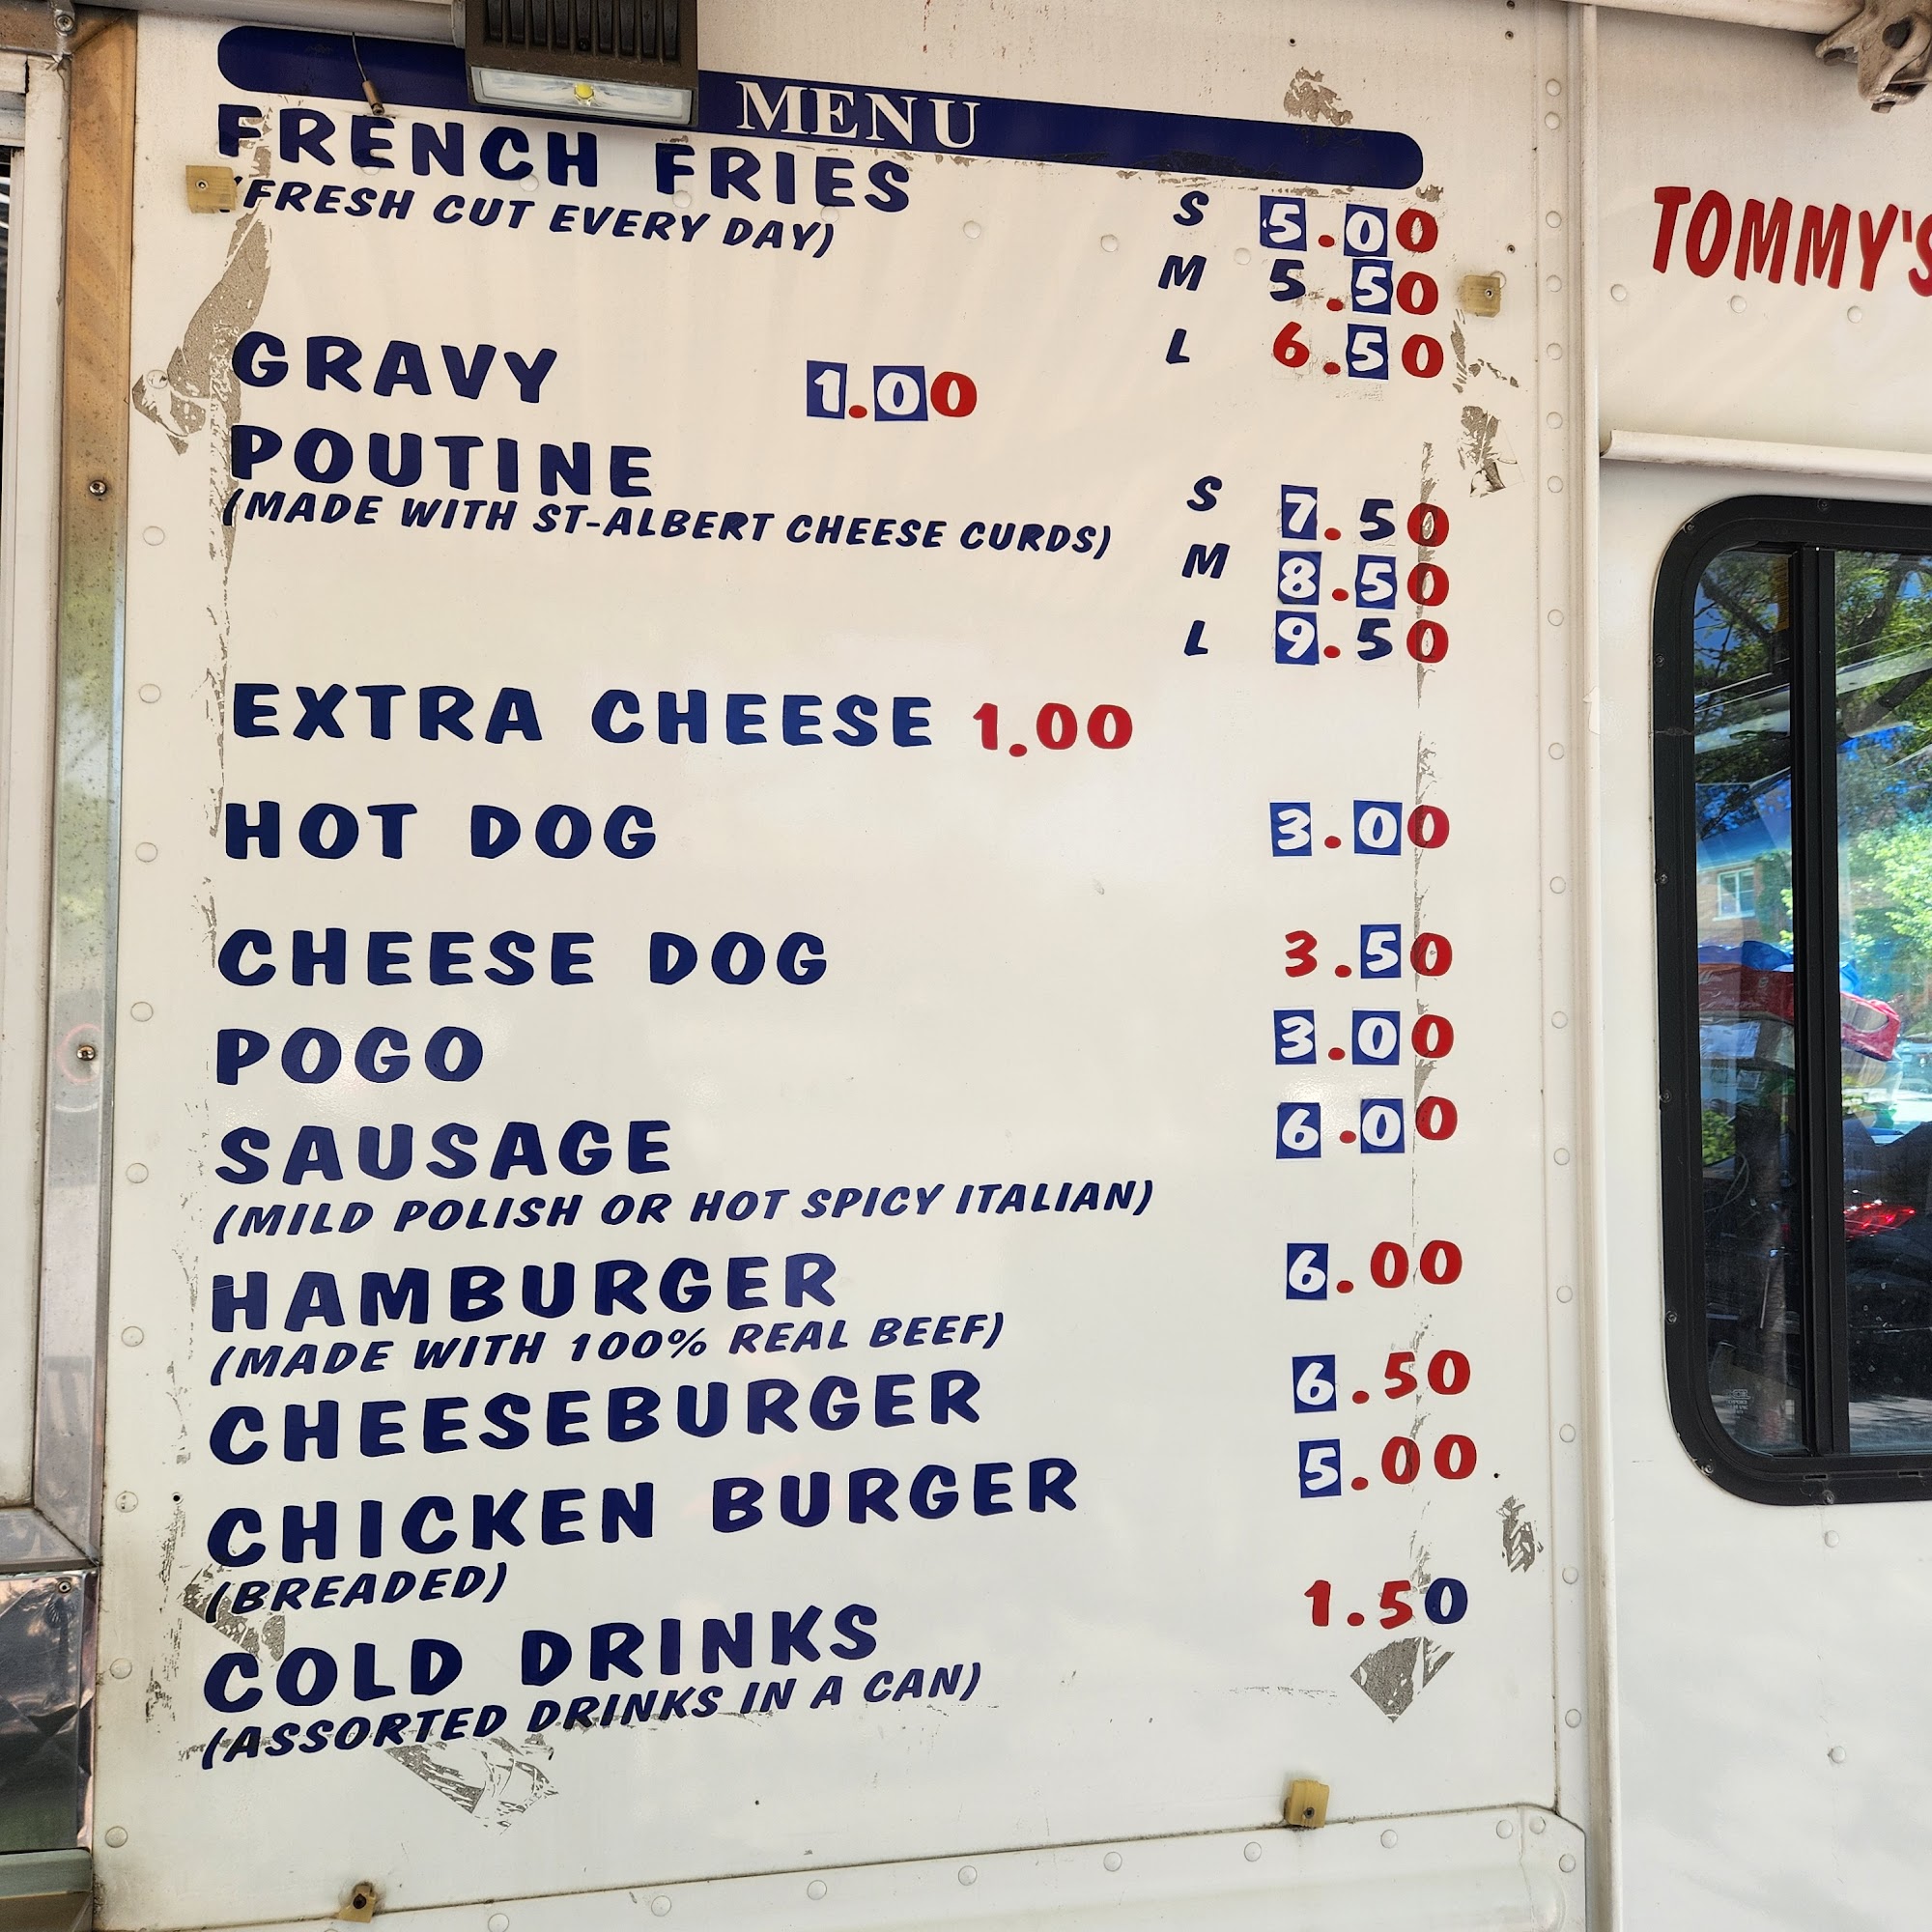 MENU
FRENCH FRIES
(FRESH CUT EVERY DAY)
S 5.00
M 5.50
L 6.50
GRAVY 1.00
POUTINE
(MADE WITH ST-ALBERT CHEESE CURDS)
S 7.50
M 8.50
L 9.50
EXTRA CHEESE 1.00
HOT DOG 3.00
CHEESE DOG 3.50
POGO 3.00
SAUSAGE 6.00
(MILD POLISH OR HOT SPICY ITALIAN)
HAMBURGER 6.00
(MADE WITH 100% REAL BEEF)
CHEESEBURGER 6.50
CHICKEN BURGER 5.00
(BREADED)
COLD DRINKS 1.50
(ASSORTED DRINKS IN A CAN)
TOMMY'S